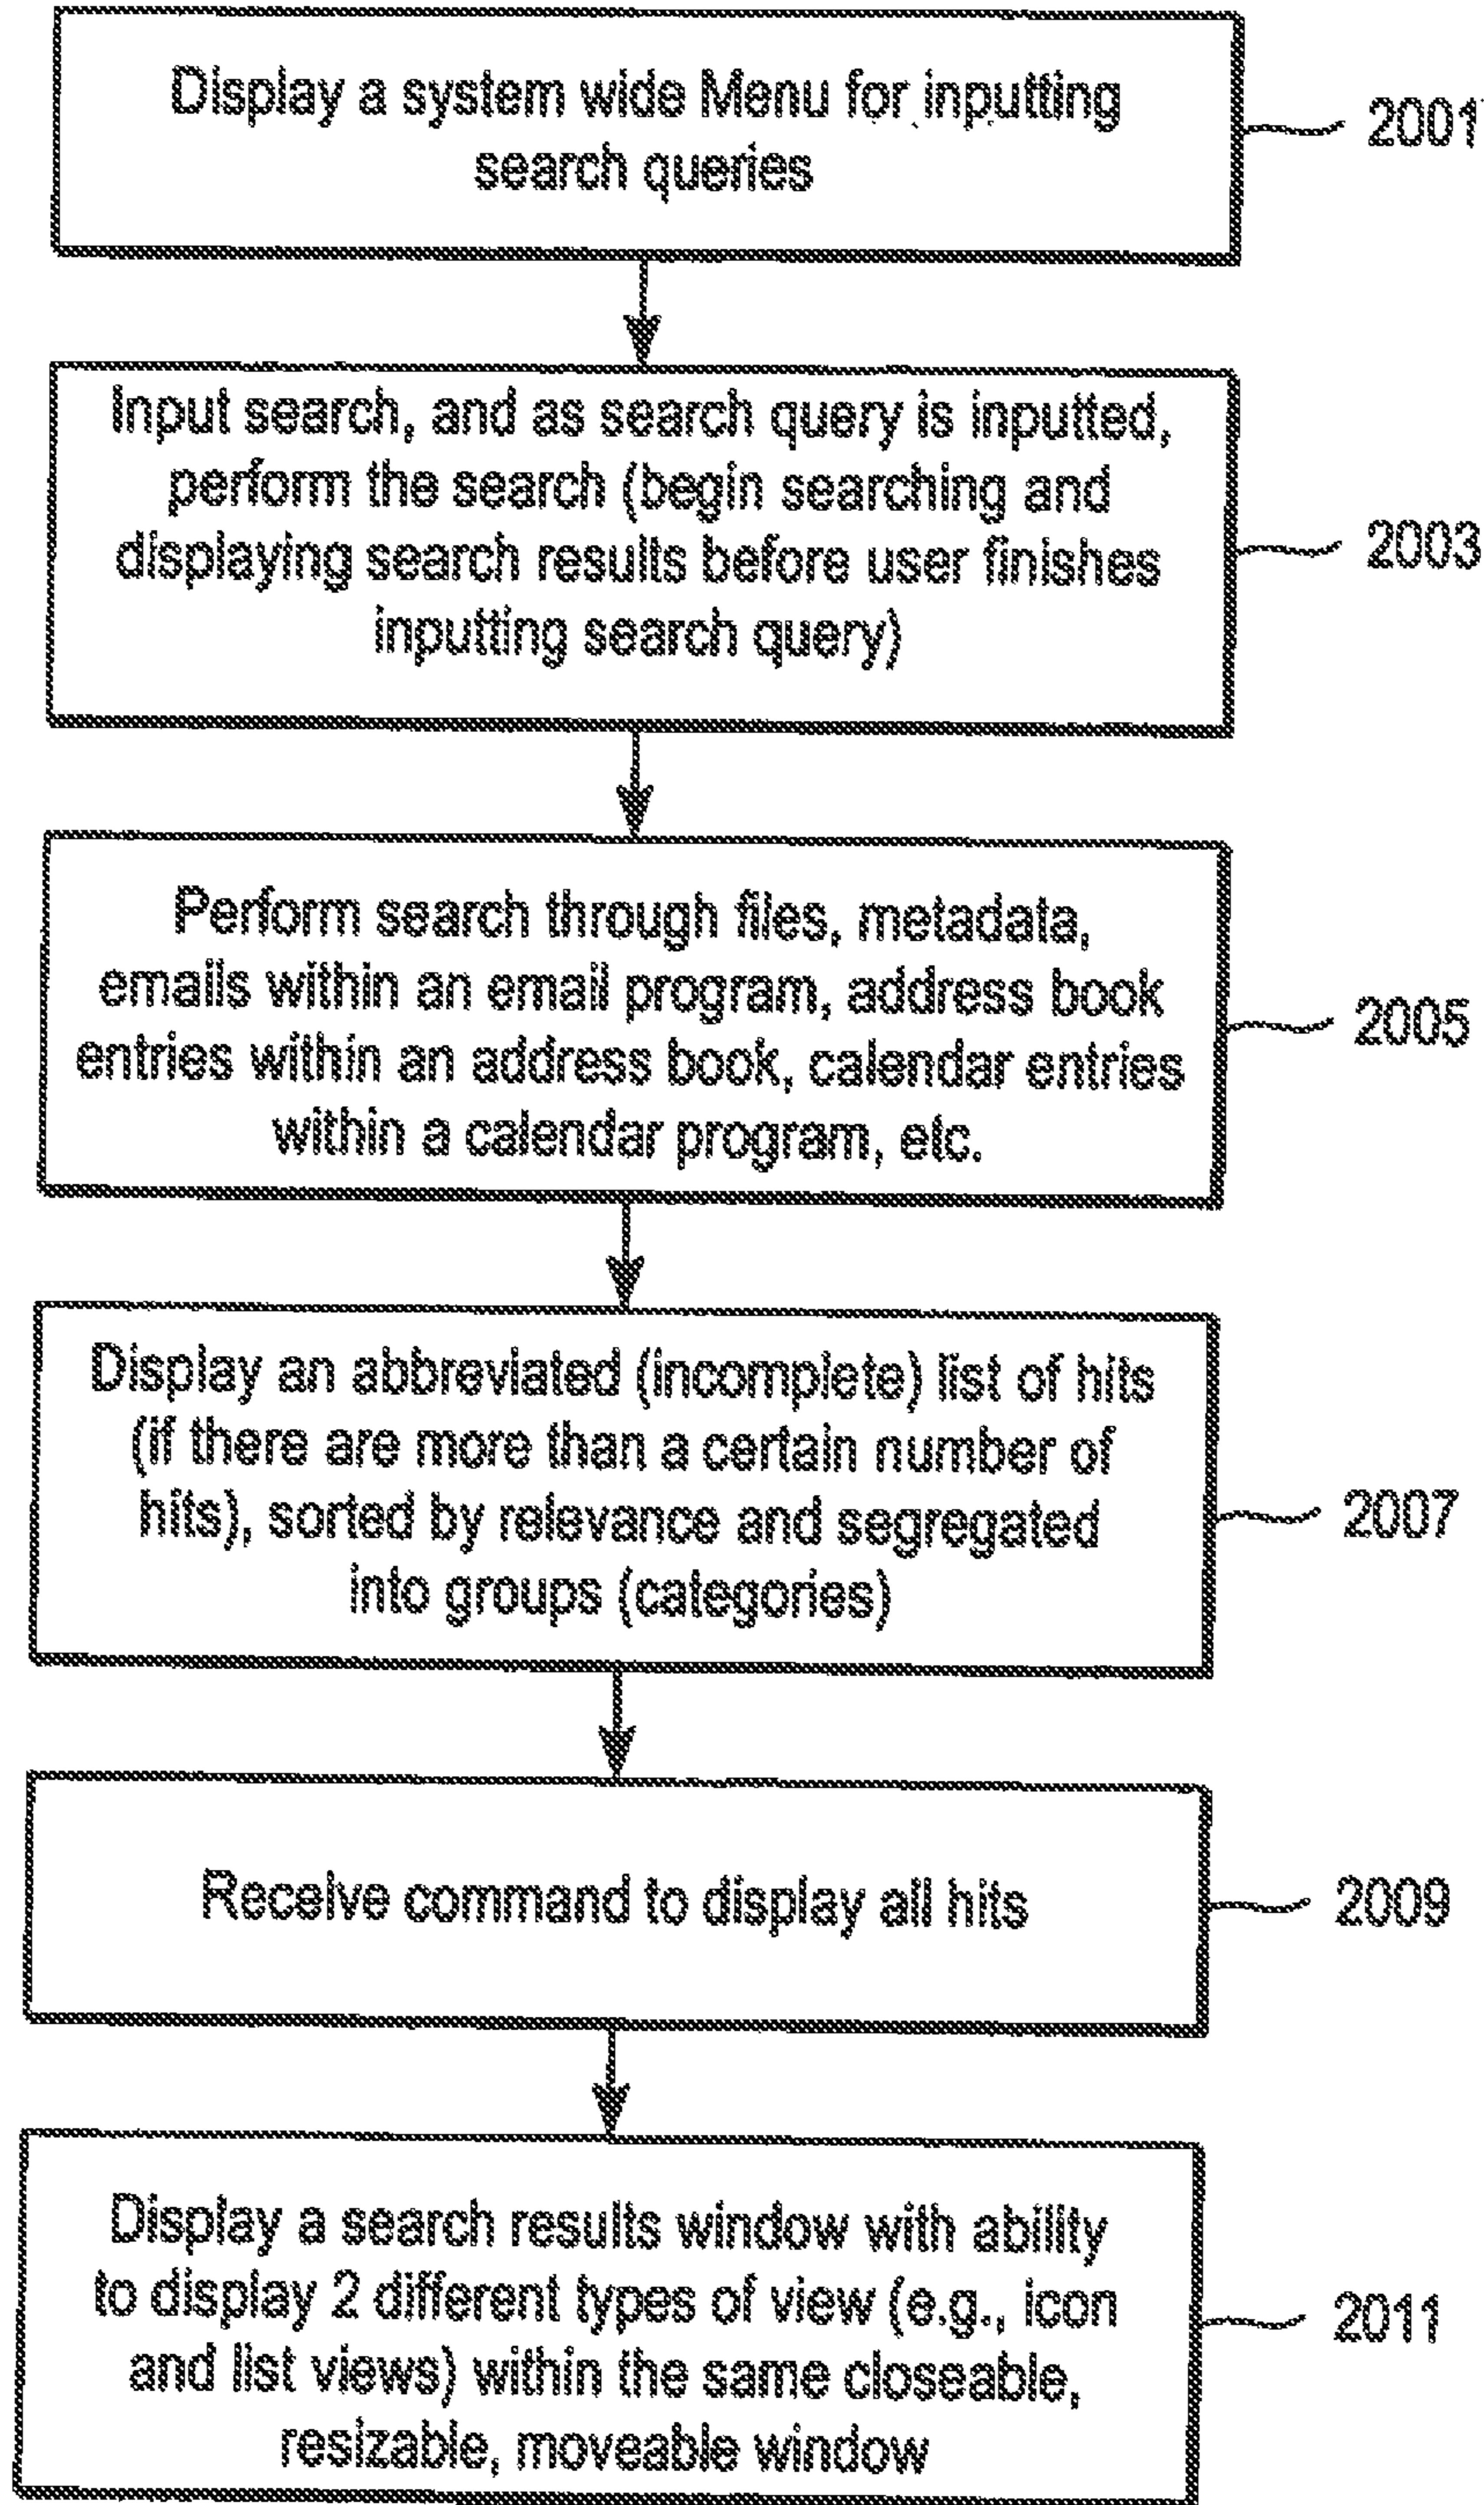 Display a system wide Menu for inputting
search queries
2001
Input search, and as search query is inputted,
perform the search (begin searching and
displaying search results before user finishes
inputting search query)
2003
Perform search through files, metadata,
emails within an email program, address book
entries within an address book, calendar entries
within a calendar program, etc.
2005
Display an abbreviated (incomplete) list of hits
(if there are more than a certain number of
hits), sorted by relevance and segregated
into groups (categories)
2007
Receive command to display all hits
2009
Display a search results window with ability
to display 2 different types of view (e.g., icon
and list views) within the same closeable,
resizable, moveable window
2011